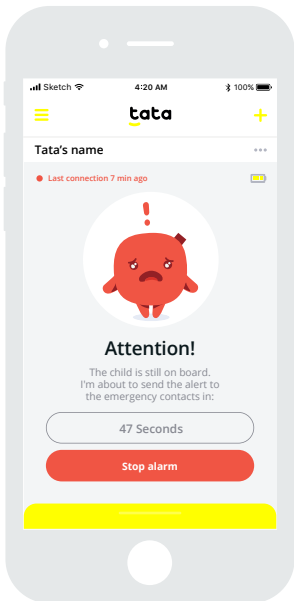 Sketch 4:20 AM 100%
tata
Tata's name
Last connection 7 min ago
Attention!
The child is still on board.
I'm about to send the alert to
the emergency contacts in:
47 Seconds
Stop alarm